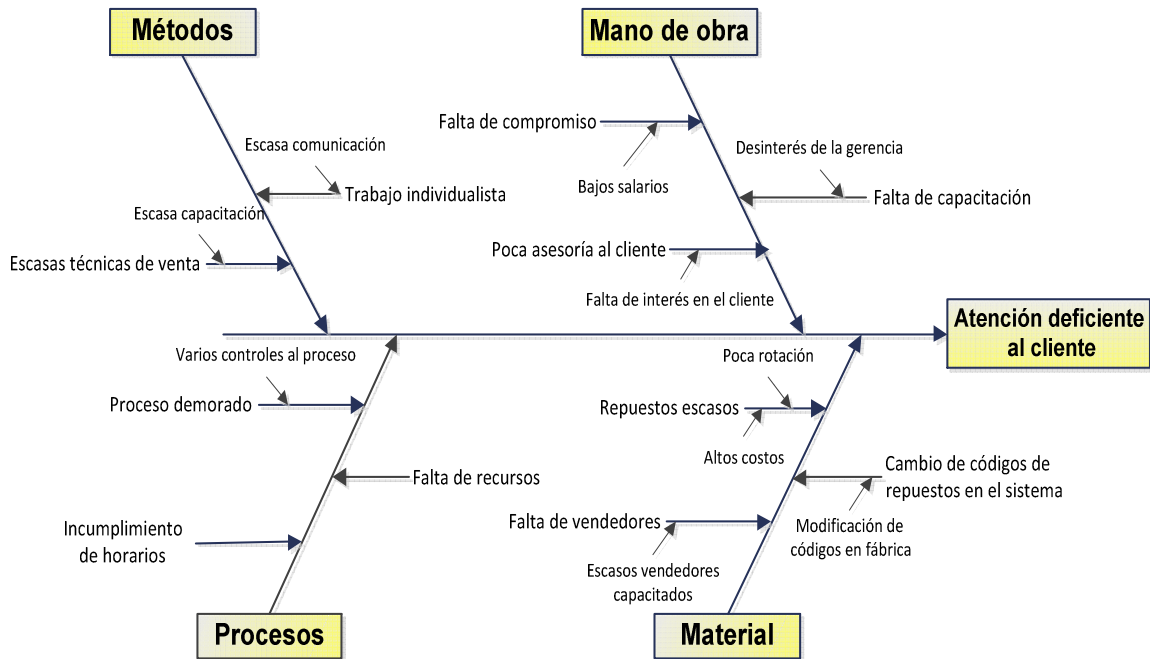 Métodos
Mano de obra
Falta de compromiso
Escasa comunicación
Desinterés de la gerencia
Bajos salarios
Trabajo individualista
Falta de capacitación
Escasa capacitación
Poca asesoría al cliente
Escasas técnicas de venta
Falta de interés en el cliente
Atención deficiente
al cliente
Varios controles al proceso
Poca rotación
Proceso demorado
Repuestos escasos
Altos costos
Cambio de códigos de
repuestos en el sistema
Falta de recursos
Falta de vendedores
Incumplimiento
de horarios
Modificación de
códigos en fábrica
Escasos vendedores
capacitados
Procesos
Material